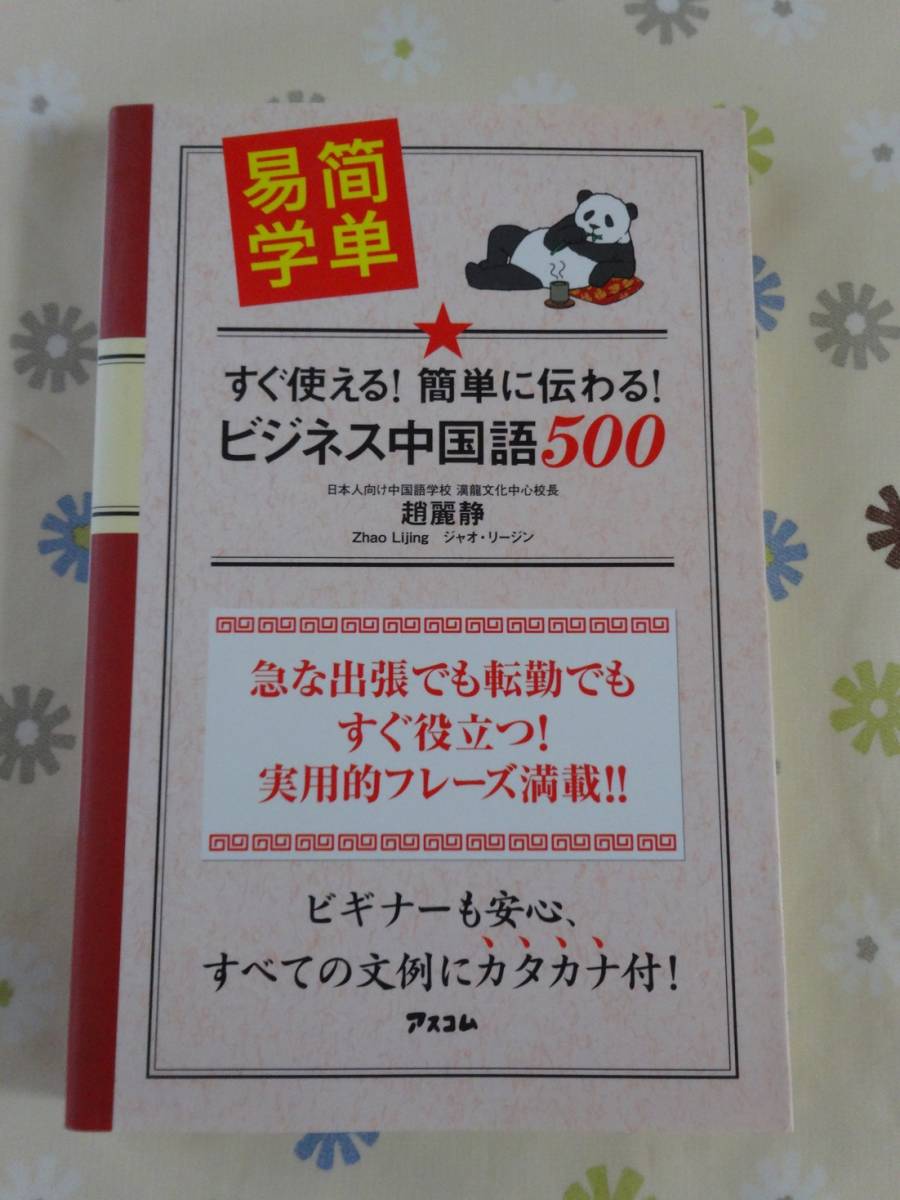 简单
易学
すぐ使える! 簡単に伝わる!
ビジネス中国語500
日本人向け中国語学校 漢龍文化中心校長
趙麗静
Zhao Lijing ジャオ・リージン
急な出張でも転勤でも
すぐ役立つ!
実用的フレーズ満載!!
ビギナーも安心、
すべての文例にカタカナ付!
アスコム